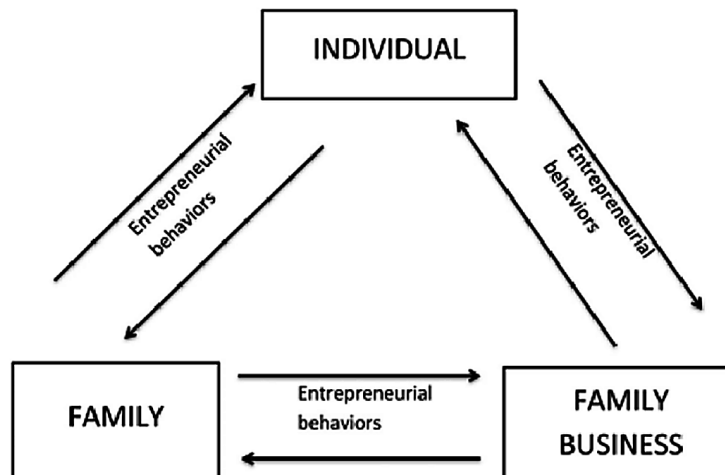 INDIVIDUAL
Entrepreneurial
behaviors
Entrepreneurial
behaviors
FAMILY
Entrepreneurial
behaviors
FAMILY
BUSINESS